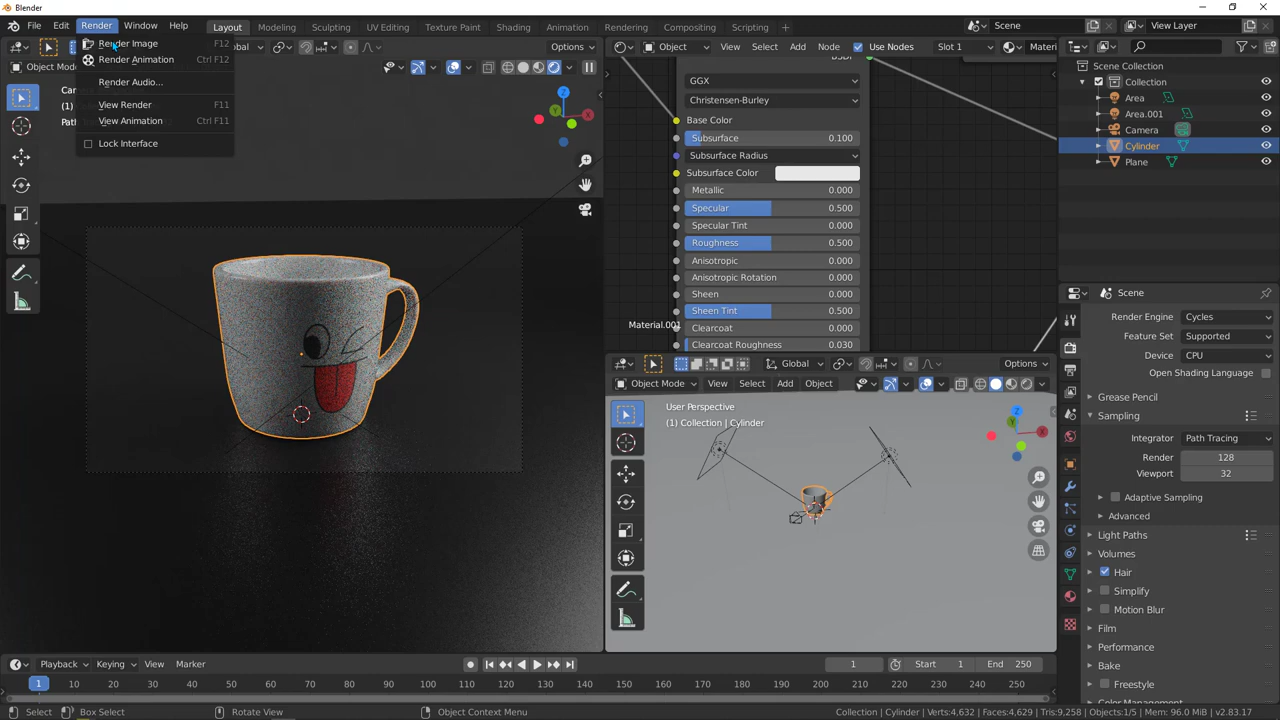 Blender
File Edit Render Window Help
Layout Modeling Sculpting UV Editing Texture Paint Shading Animation Rendering Compositing Scripting
Scene
View Layer
Render Image F12
Render Animation Ctrl F12
Render Audio...
View Render F11
View Animation Ctrl F11
Lock Interface
Options
Object View Select Add Node Use Nodes Slot 1
GGX
Christensen-Burley
Base Color
Subsurface 0.100
Subsurface Radius
Subsurface Color
Metallic 0.000
Specular 0.500
Specular Tint 0.000
Roughness 0.500
Anisotropic 0.000
Anisotropic Rotation 0.000
Sheen 0.000
Sheen Tint 0.500
Material.001
Clearcoat 0.000
Clearcoat Roughness 0.030
Scene Collection
Collection
Area
Area.001
Camera
Cylinder
Plane
Global Options
Object Mode View Select Add Object
User Perspective
(1) Collection | Cylinder
Scene
Render Engine Cycles
Feature Set Supported
Device CPU
Open Shading Language
Grease Pencil
Sampling
Integrator Path Tracing
Render 128
Viewport 32
Adaptive Sampling
Advanced
Light Paths
Volumes
Hair
Simplify
Motion Blur
Film
Performance
Bake
Freestyle
Playback Keying View Marker 1 Start 1 End 250
1 10 20 30 40 50 60 70 80 90 100 110 120 130 140 150 160 170 180 190 200 210 220 230 240 250
Select Box Select Rotate View Object Context Menu Collection | Cylinder | Verts:4,632 | Faces:4,629 | Tris:9,258 | Objects:1/5 | Mem: 96.0 MiB | v2.83.17